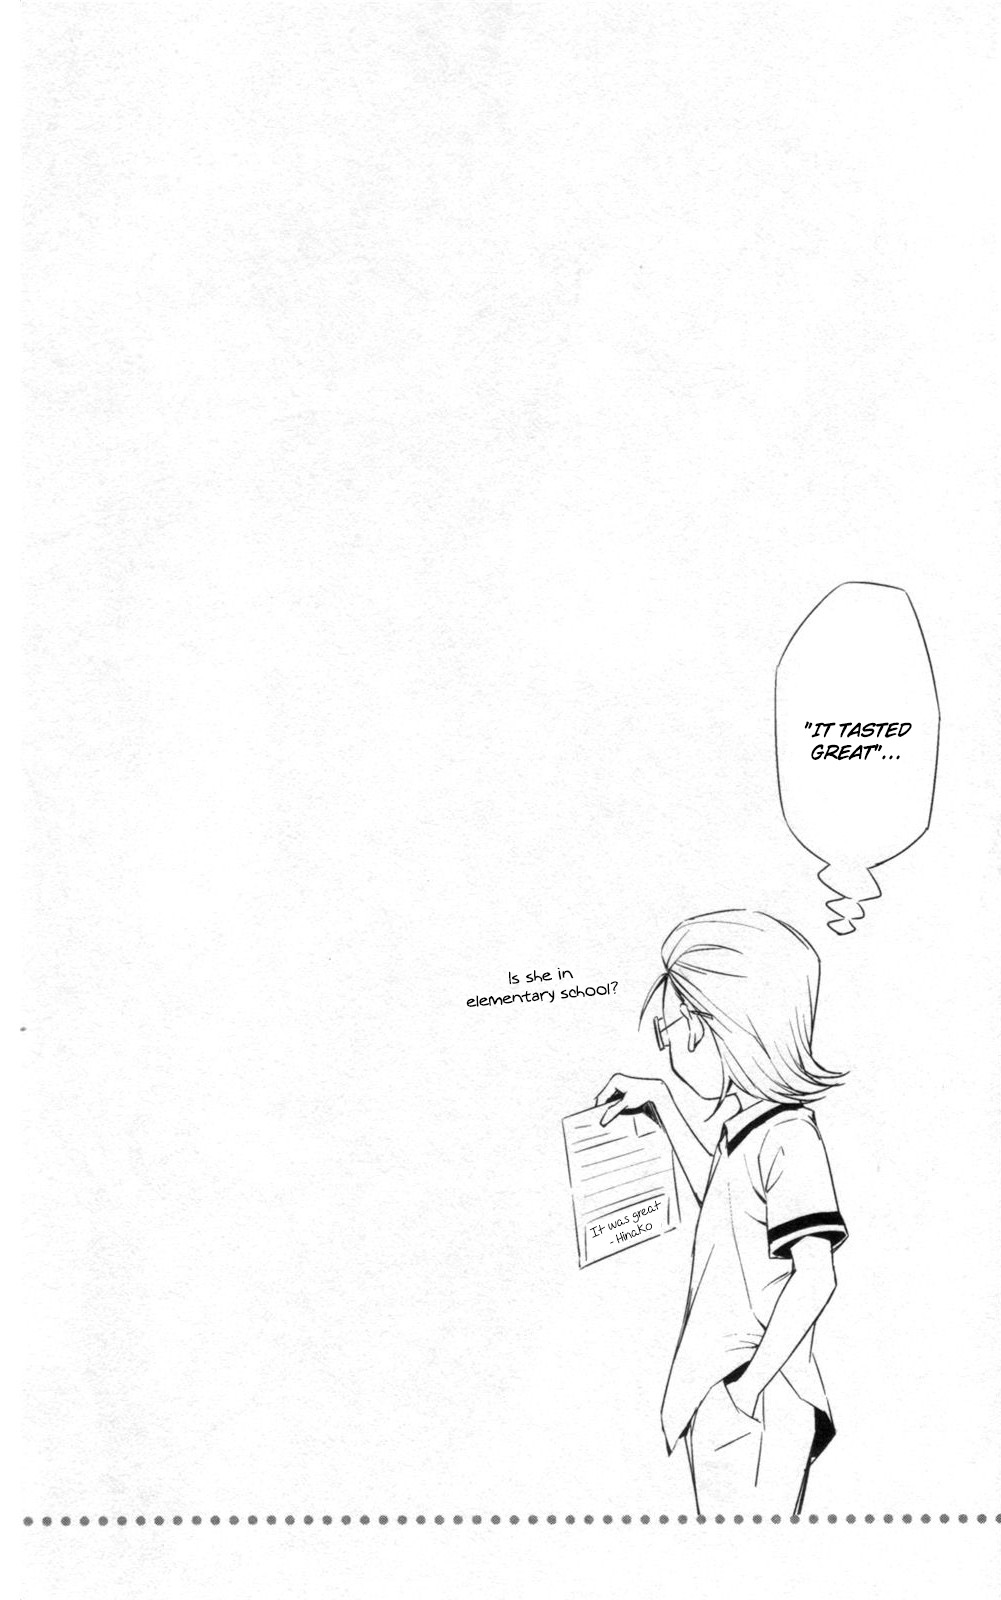 "IT TASTED
GREAT"...
Is she in
elementary school?
It was great
- Hinako